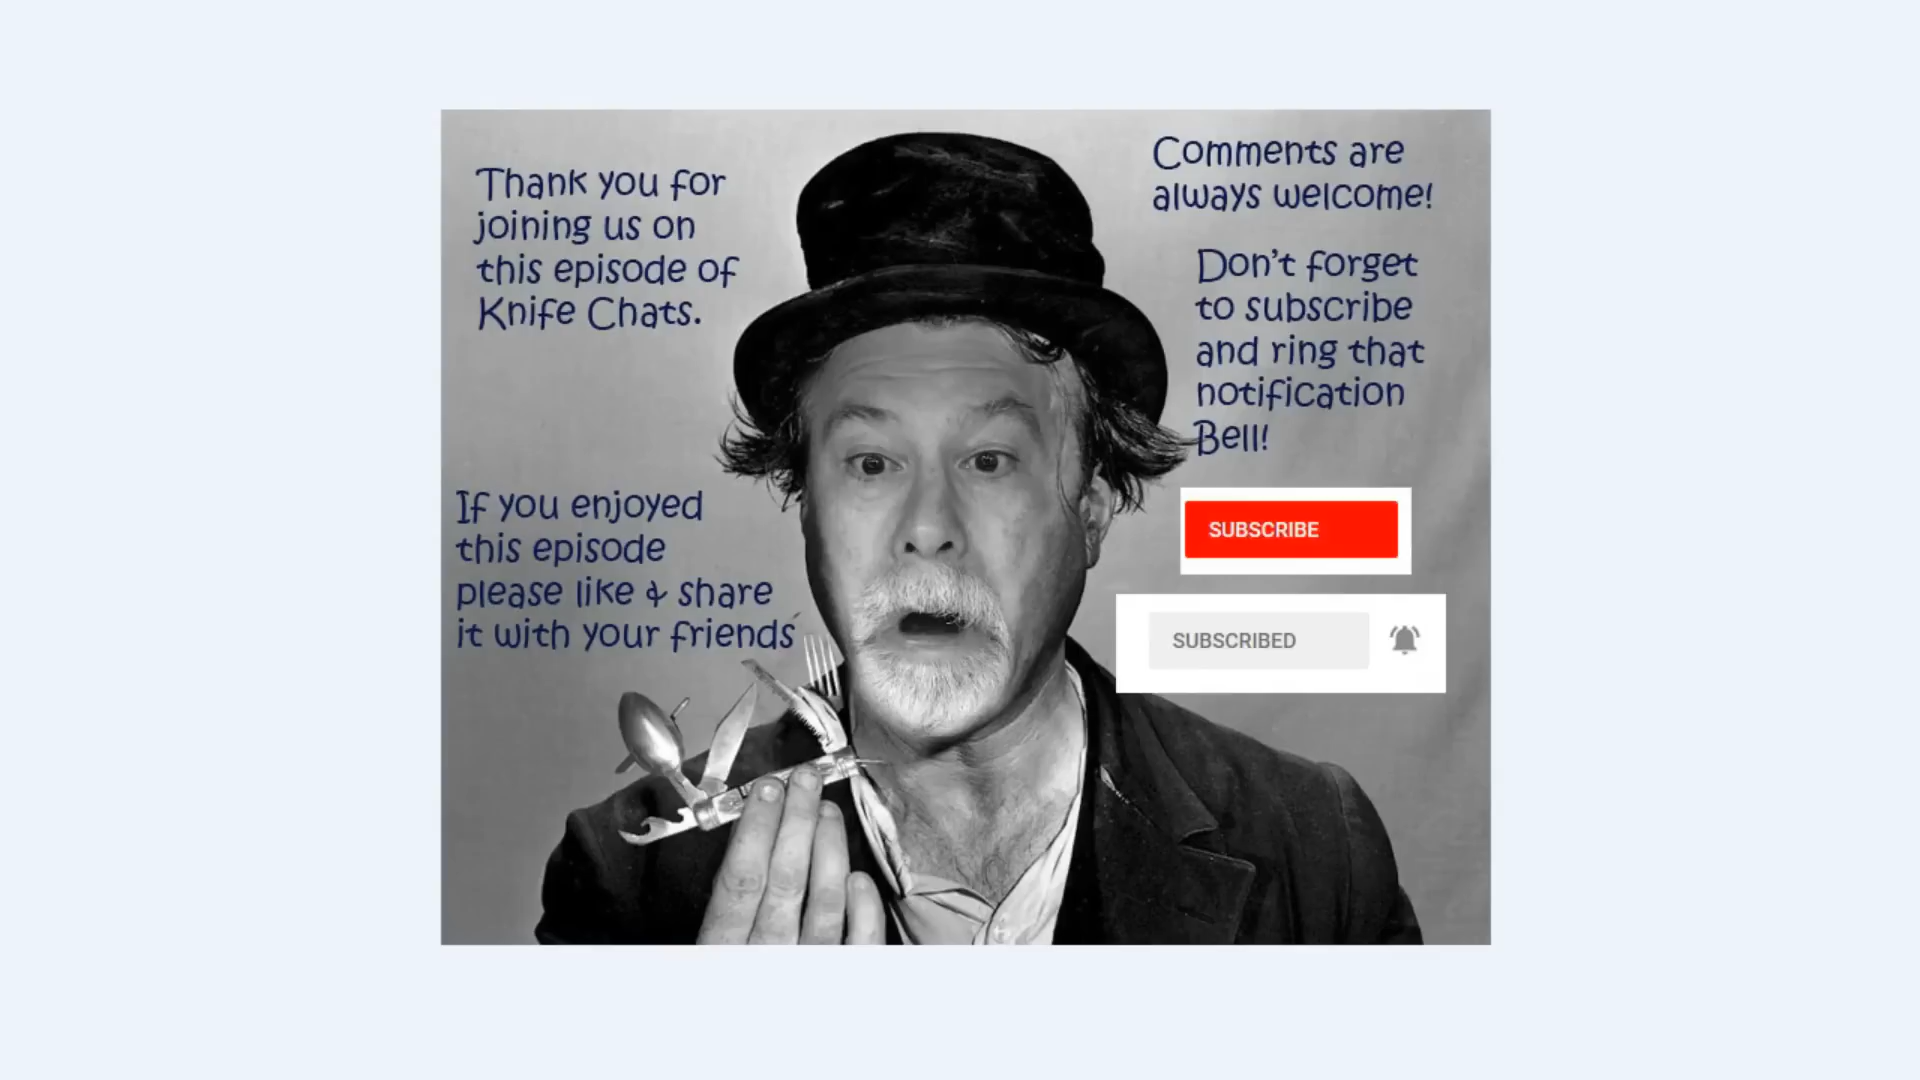 Thank you for
joining us on
this episode of
Knife Chats.
If you enjoyed
this episode
please like & share
it with your friends
Comments are
always welcome!
Don't forget
to subscribe
and ring that
notification
Bell!
SUBSCRIBE
SUBSCRIBED